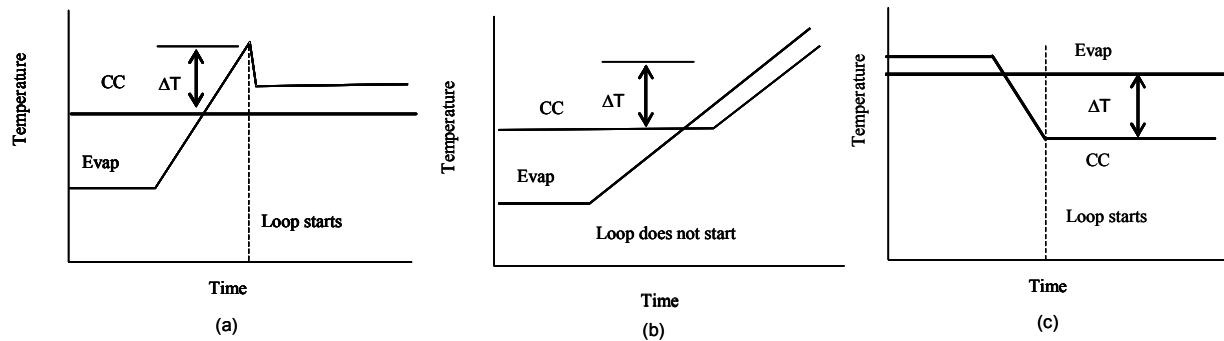 Temperature
CC
ΔT
Evap
Loop starts
Time
(a)
Temperature
CC
ΔT
Evap
Loop does not start
Time
(b)
Temperature
Evap
ΔT
CC
Loop starts
Time
(c)